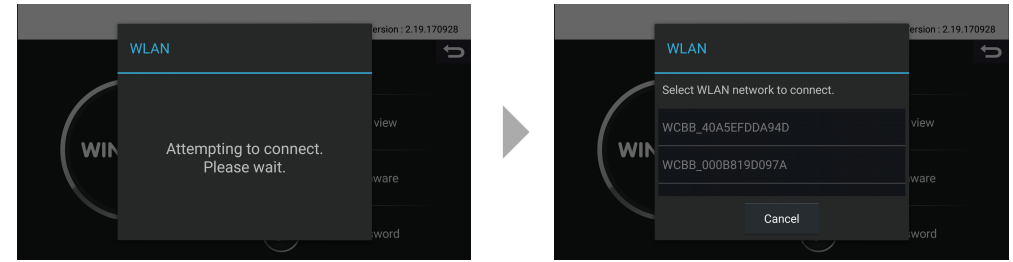 ersion : 2.19.170928
WLAN
view
WIN
Attempting to connect.
Please wait.
ware
sword
ersion : 2.19.170928
WLAN
Select WLAN network to connect.
WCBB_40A5EFDDA94D
view
WIN
WCBB_000B819D097A
ware
Cancel
sword